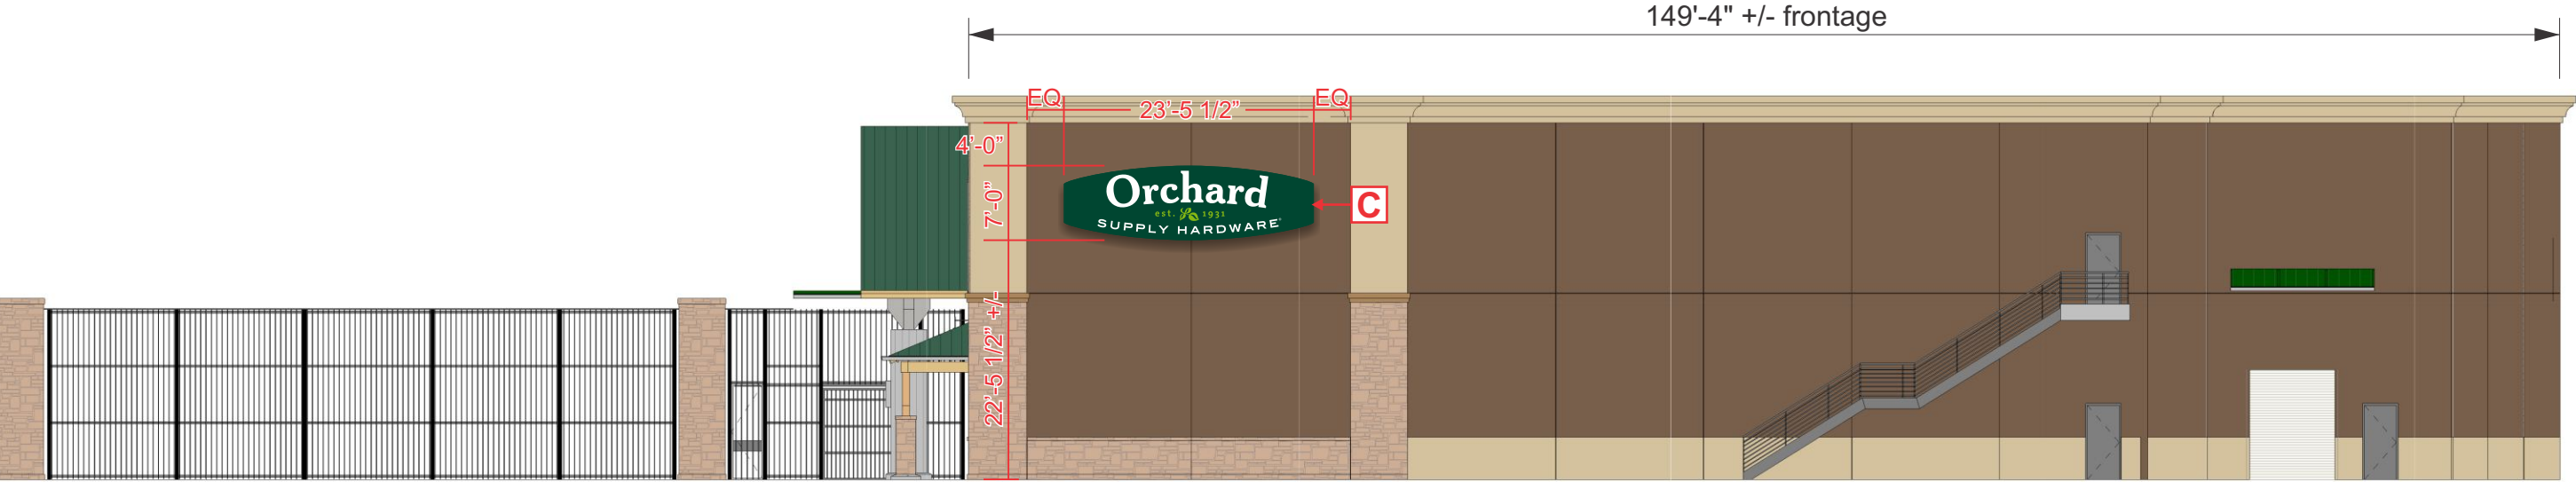 149'-4" +/- frontage
EQ
23'-5 1/2"
EQ
4'-0"
7'-0"
22'-5 1/2" +/-
Orchard
est. 1931
SUPPLY HARDWARE
C